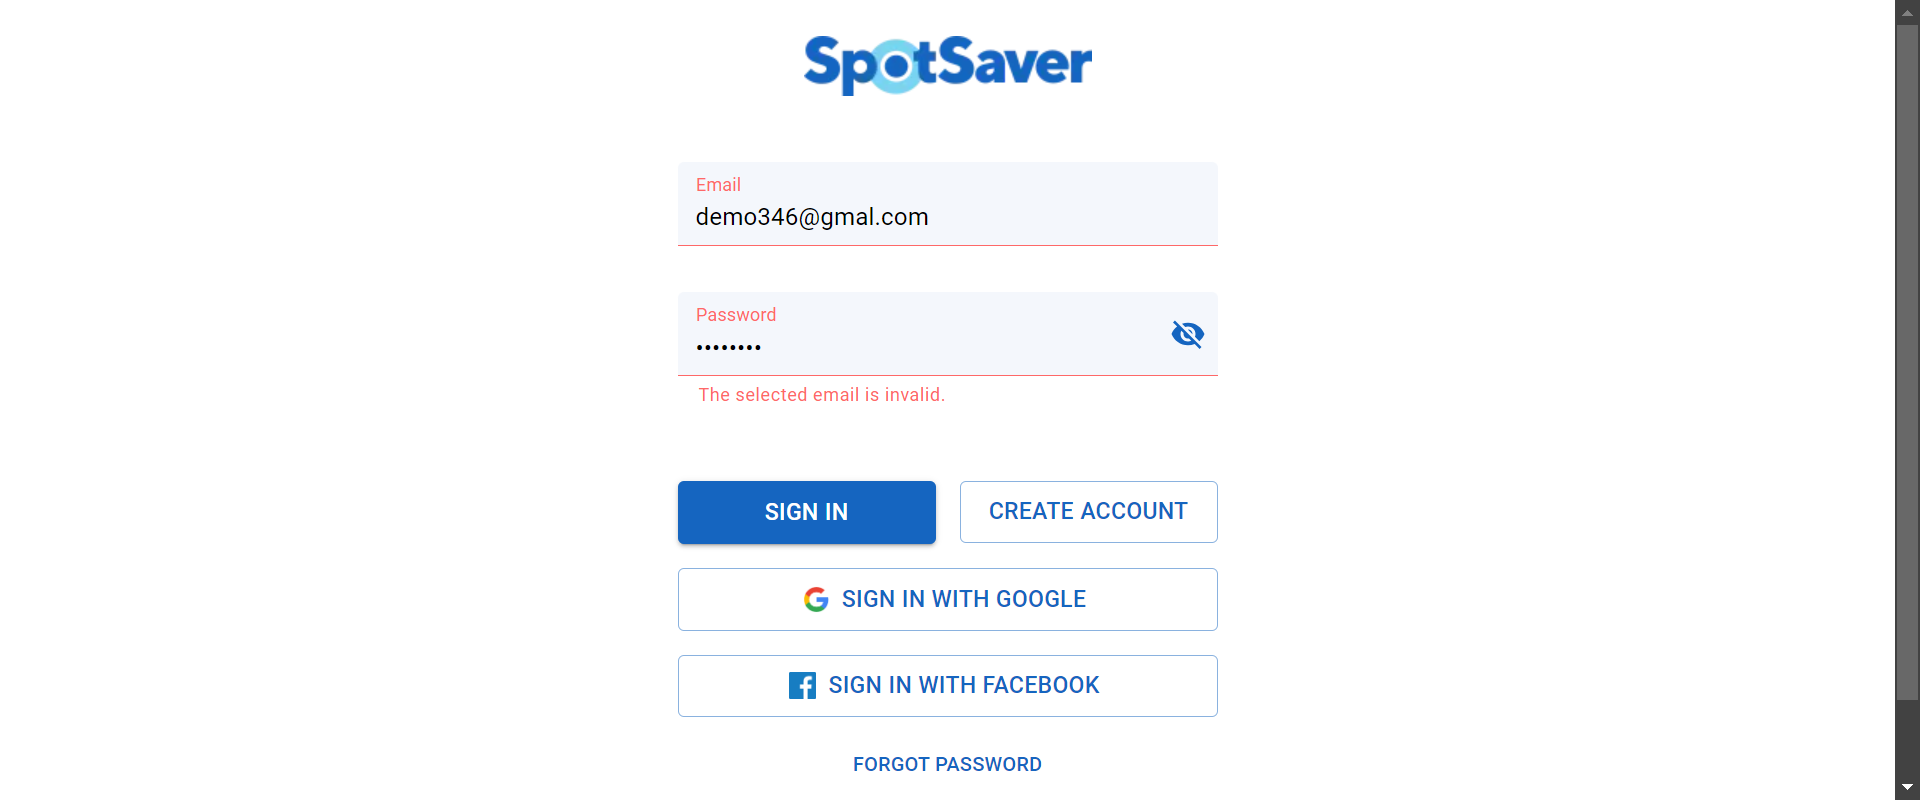 SpotSaver
Email
demo346@gmal.com
Password
••••••••
The selected email is invalid.
SIGN IN
CREATE ACCOUNT
SIGN IN WITH GOOGLE
SIGN IN WITH FACEBOOK
FORGOT PASSWORD